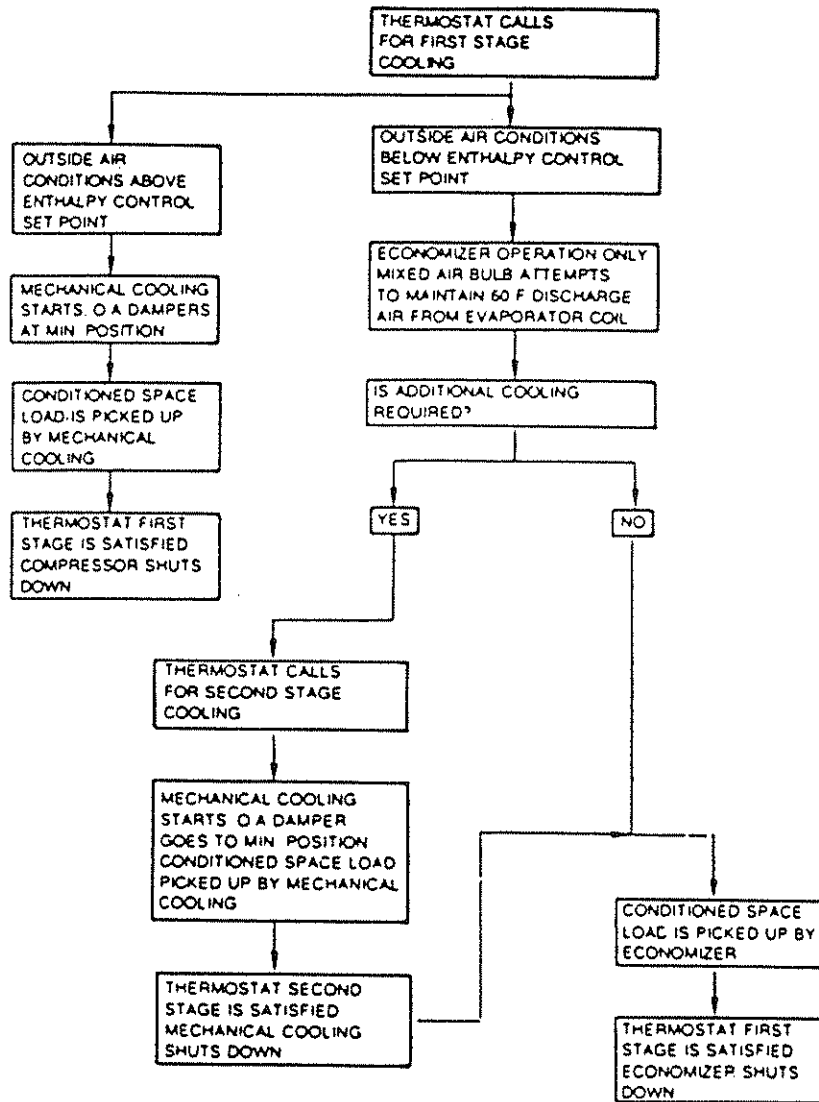 THERMOSTAT CALLS
FOR FIRST STAGE
COOLING
OUTSIDE AIR
CONDITIONS ABOVE
ENTHALPY CONTROL
SET POINT
OUTSIDE AIR CONDITIONS
BELOW ENTHALPY CONTROL
SET POINT
MECHANICAL COOLING
STARTS. O A DAMPERS
AT MIN. POSITION
ECONOMIZER OPERATION ONLY
MIXED AIR BULB ATTEMPTS
TO MAINTAIN 60 F DISCHARGE
AIR FROM EVAPORATOR COIL
CONDITIONED SPACE
LOAD IS PICKED UP
BY MECHANICAL
COOLING
IS ADDITIONAL COOLING
REQUIRED?
THERMOSTAT FIRST
STAGE IS SATISFIED
COMPRESSOR SHUTS
DOWN
YES
NO
THERMOSTAT CALLS
FOR SECOND STAGE
COOLING
MECHANICAL COOLING
STARTS. O A DAMPER
GOES TO MIN. POSITION
CONDITIONED SPACE LOAD
PICKED UP BY MECHANICAL
COOLING
CONDITIONED SPACE
LOAD IS PICKED UP BY
ECONOMIZER
THERMOSTAT SECOND
STAGE IS SATISFIED
MECHANICAL COOLING
SHUTS DOWN
THERMOSTAT FIRST
STAGE IS SATISFIED
ECONOMIZER SHUTS
DOWN